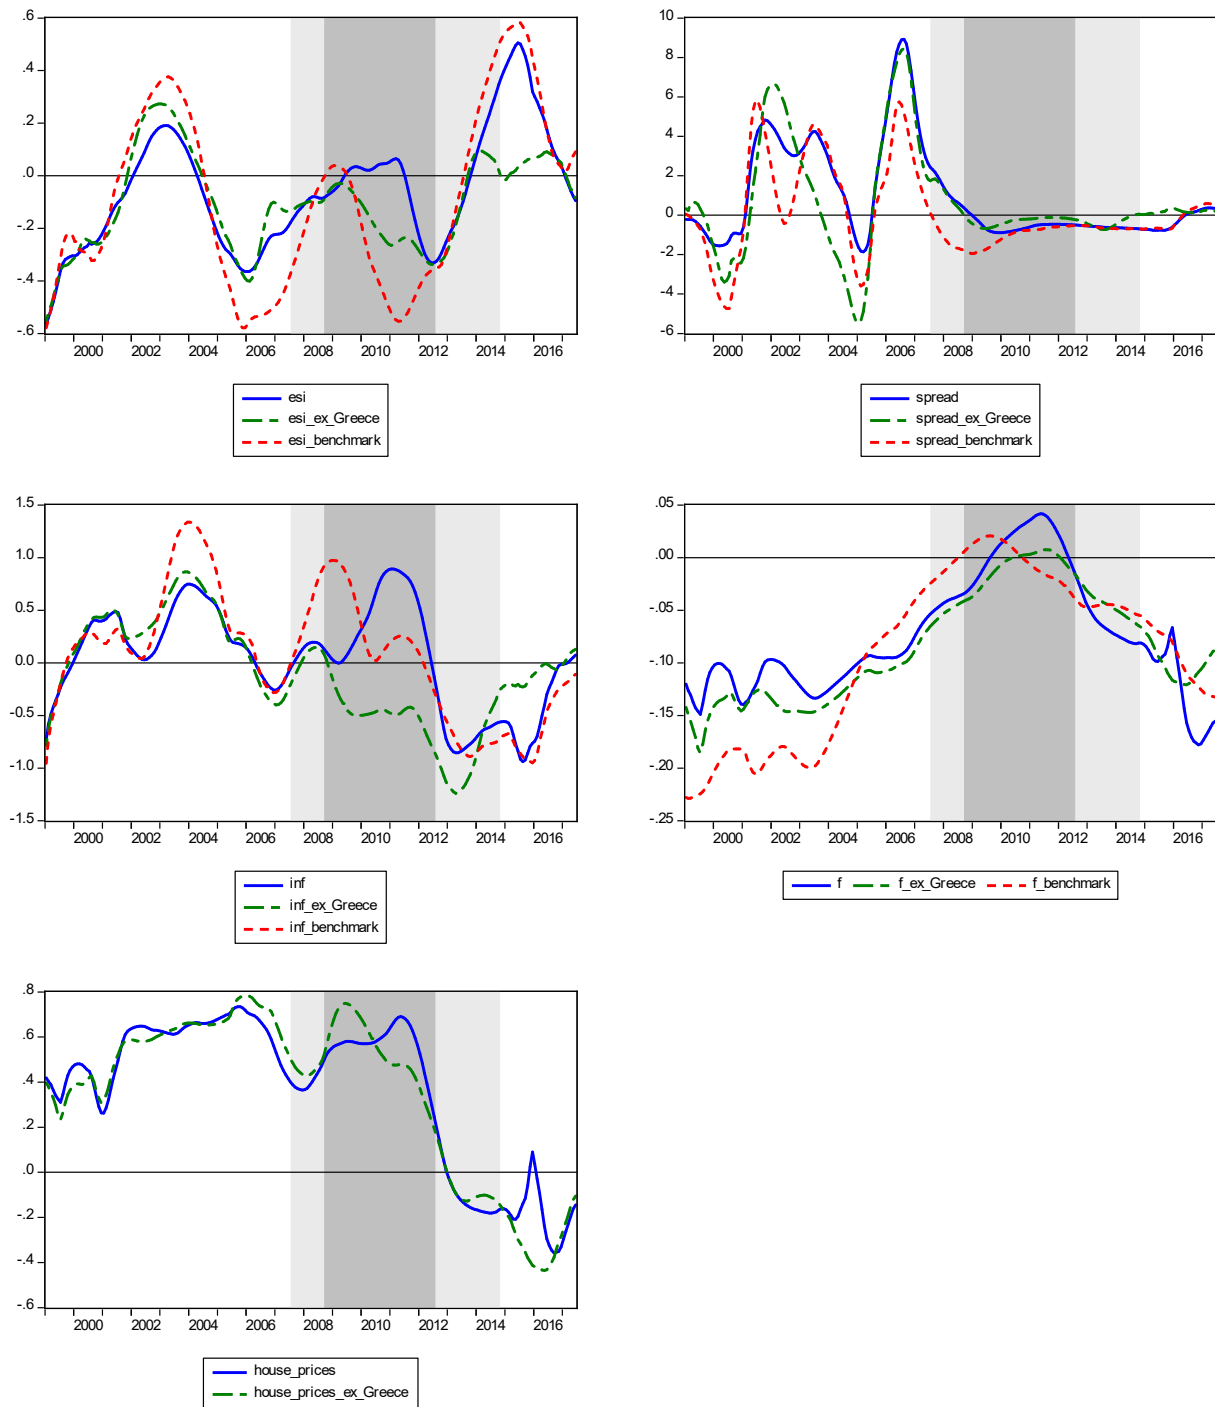 .6
.4
.2
.0
-.2
-.4
-.6
2000 2002 2004 2006 2008 2010 2012 2014 2016
esi
esi_ex_Greece
esi_benchmark
10
8
6
4
2
0
-2
-4
-6
2000 2002 2004 2006 2008 2010 2012 2014 2016
spread
spread_ex_Greece
spread_benchmark
1.5
1.0
0.5
0.0
-0.5
-1.0
-1.5
2000 2002 2004 2006 2008 2010 2012 2014 2016
inf
inf_ex_Greece
inf_benchmark
.05
.00
-.05
-.10
-.15
-.20
-.25
2000 2002 2004 2006 2008 2010 2012 2014 2016
f f_ex_Greece f_benchmark
.8
.6
.4
.2
.0
-.2
-.4
-.6
2000 2002 2004 2006 2008 2010 2012 2014 2016
house_prices
house_prices_ex_Greece